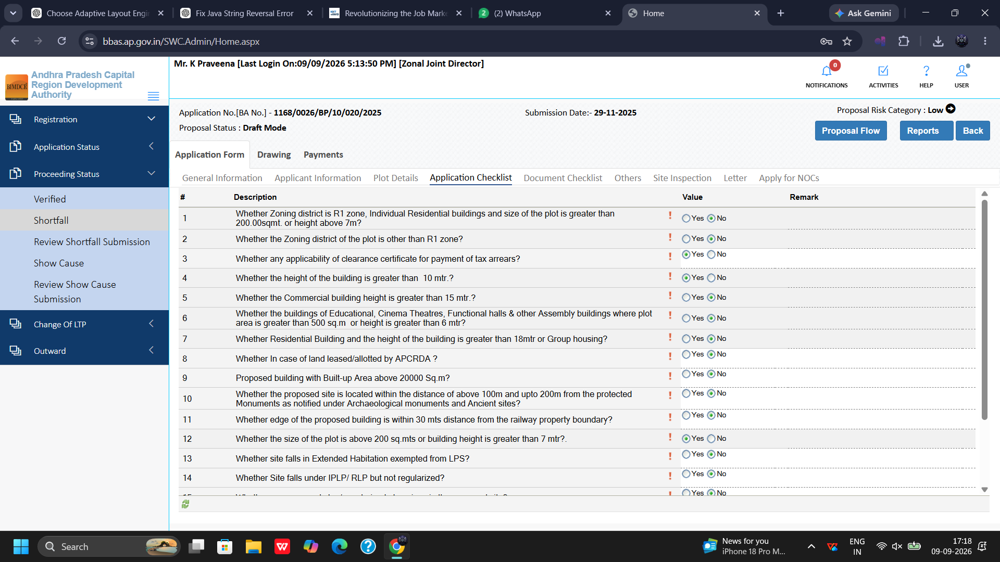 Choose Adaptive Layout Engi
Fix Java String Reversal Error
Revolutionizing the Job Marke
2
(2) WhatsApp
Home
Ask Gemini
bbas.ap.gov.in/SWC.Admin/Home.aspx
BIMDCR
Andhra Pradesh Capital
Region Development
Authority
Mr. K Praveena [Last Login On:09/09/2026 5:13:50 PM] [Zonal Joint Director]
0
NOTIFICATIONS
ACTIVITIES
HELP
USER
Registration
Application Status
Proceeding Status
Verified
Shortfall
Review Shortfall Submission
Show Cause
Review Show Cause
Submission
Change Of LTP
Outward
Application No.[BA No.] - 1168/0026/BP/10/020/2025
Submission Date:- 29-11-2025
Proposal Risk Category : Low
Proposal Status : Draft Mode
Proposal Flow
Reports
Back
Application Form
Drawing
Payments
General Information
Applicant Information
Plot Details
Application Checklist
Document Checklist
Others
Site Inspection
Letter
Apply for NOCs
# Description Value Remark
1 Whether Zoning district is R1 zone, Individual Residential buildings and size of the plot is greater than
200.00sqmt. or height above 7m? ! Yes No
2 Whether the Zoning district of the plot is other than R1 zone? ! Yes No
3 Whether any applicability of clearance certificate for payment of tax arrears? ! Yes No
4 Whether the height of the building is greater than 10 mtr.? ! Yes No
5 Whether the Commercial building height is greater than 15 mtr.? ! Yes No
6 Whether the buildings of Educational, Cinema Theatres, Functional halls & other Assembly buildings where plot
area is greater than 500 sq.m or height is greater than 6 mtr? ! Yes No
7 Whether Residential Building and the height of the building is greater than 18mtr or Group housing? ! Yes No
8 Whether In case of land leased/allotted by APCRDA ? ! Yes No
9 Proposed building with Built-up Area above 20000 Sq.m? ! Yes No
10 Whether the proposed site is located within the distance of above 100m and upto 200m from the protected
Monuments as notified under Archaeological monuments and Ancient sites? ! Yes No
11 Whether edge of the proposed building is within 30 mts distance from the railway property boundary? ! Yes No
12 Whether the size of the plot is above 200 sq.mts or building height is greater than 7 mtr?. ! Yes No
13 Whether site falls in Extended Habitation exempted from LPS? ! Yes No
14 Whether Site falls under IPLP/ RLP but not regularized? ! Yes No
! Yes No
Search
News for you
iPhone 18 Pro M...
ENG
IN
17:18
09-09-2026